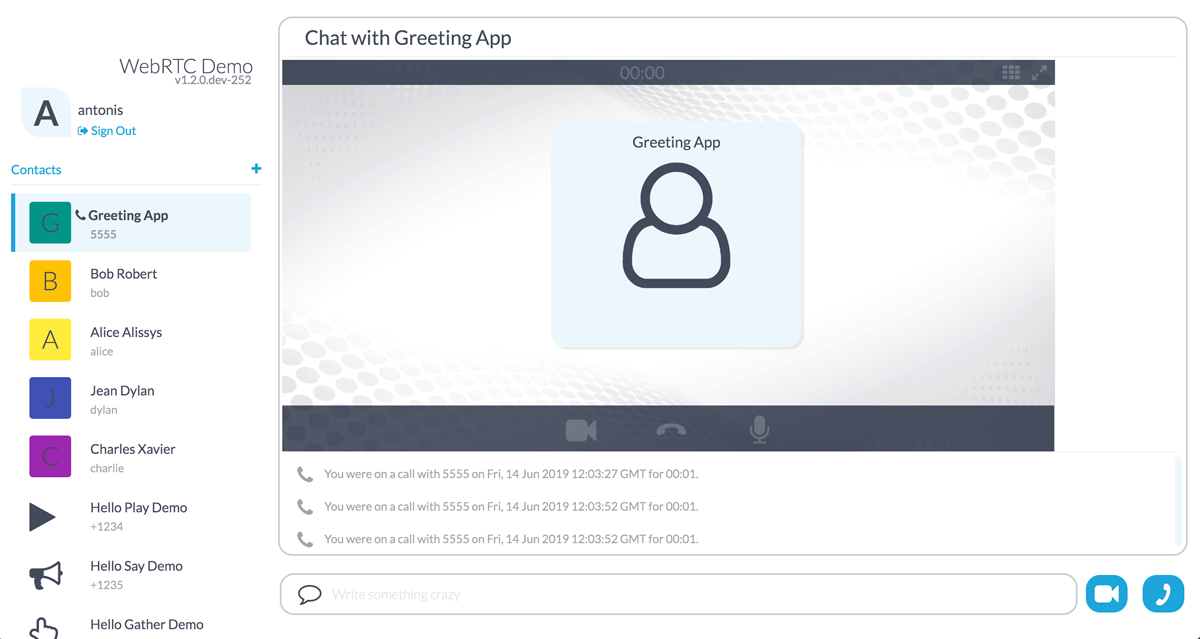 WebRTC Demo
v1.2.0.dev-252
A
antonis
Sign Out
Contacts
+
G
Greeting App
5555
B
Bob Robert
bob
A
Alice Alissys
alice
J
Jean Dylan
dylan
C
Charles Xavier
charlie
Hello Play Demo
+1234
Hello Say Demo
+1235
Hello Gather Demo
Chat with Greeting App
00:00
Greeting App
You were on a call with 5555 on Fri, 14 Jun 2019 12:03:27 GMT for 00:01.
You were on a call with 5555 on Fri, 14 Jun 2019 12:03:52 GMT for 00:01.
You were on a call with 5555 on Fri, 14 Jun 2019 12:03:52 GMT for 00:01.
Write something crazy